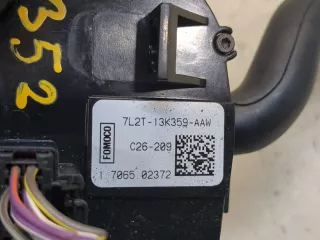 352
7L2T-13K359-AAW
FOMOCO
C26-209
1 7065 02372